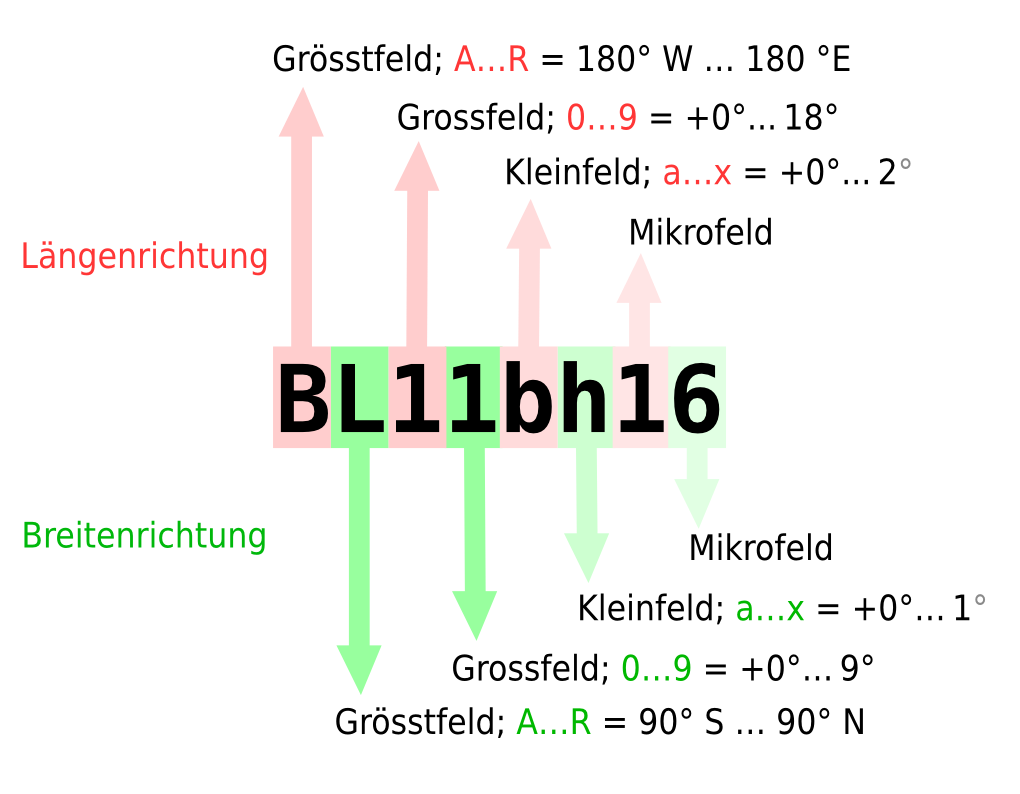 Grösstfeld; A...R = 180° W ... 180 °E
Grossfeld; 0...9 = +0°... 18°
Kleinfeld; a...x = +0°... 2°
Mikrofeld
Längenrichtung
BL11bh16
Breitenrichtung
Mikrofeld
Kleinfeld; a...x = +0°... 1°
Grossfeld; 0...9 = +0°... 9°
Grösstfeld; A...R = 90° S ... 90° N